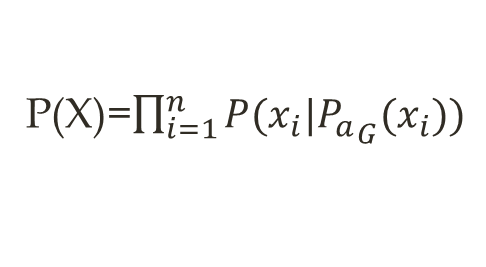 P(X)=∏ⁿᵢ₌₁ P(xᵢ|P_{a_G}(xᵢ))